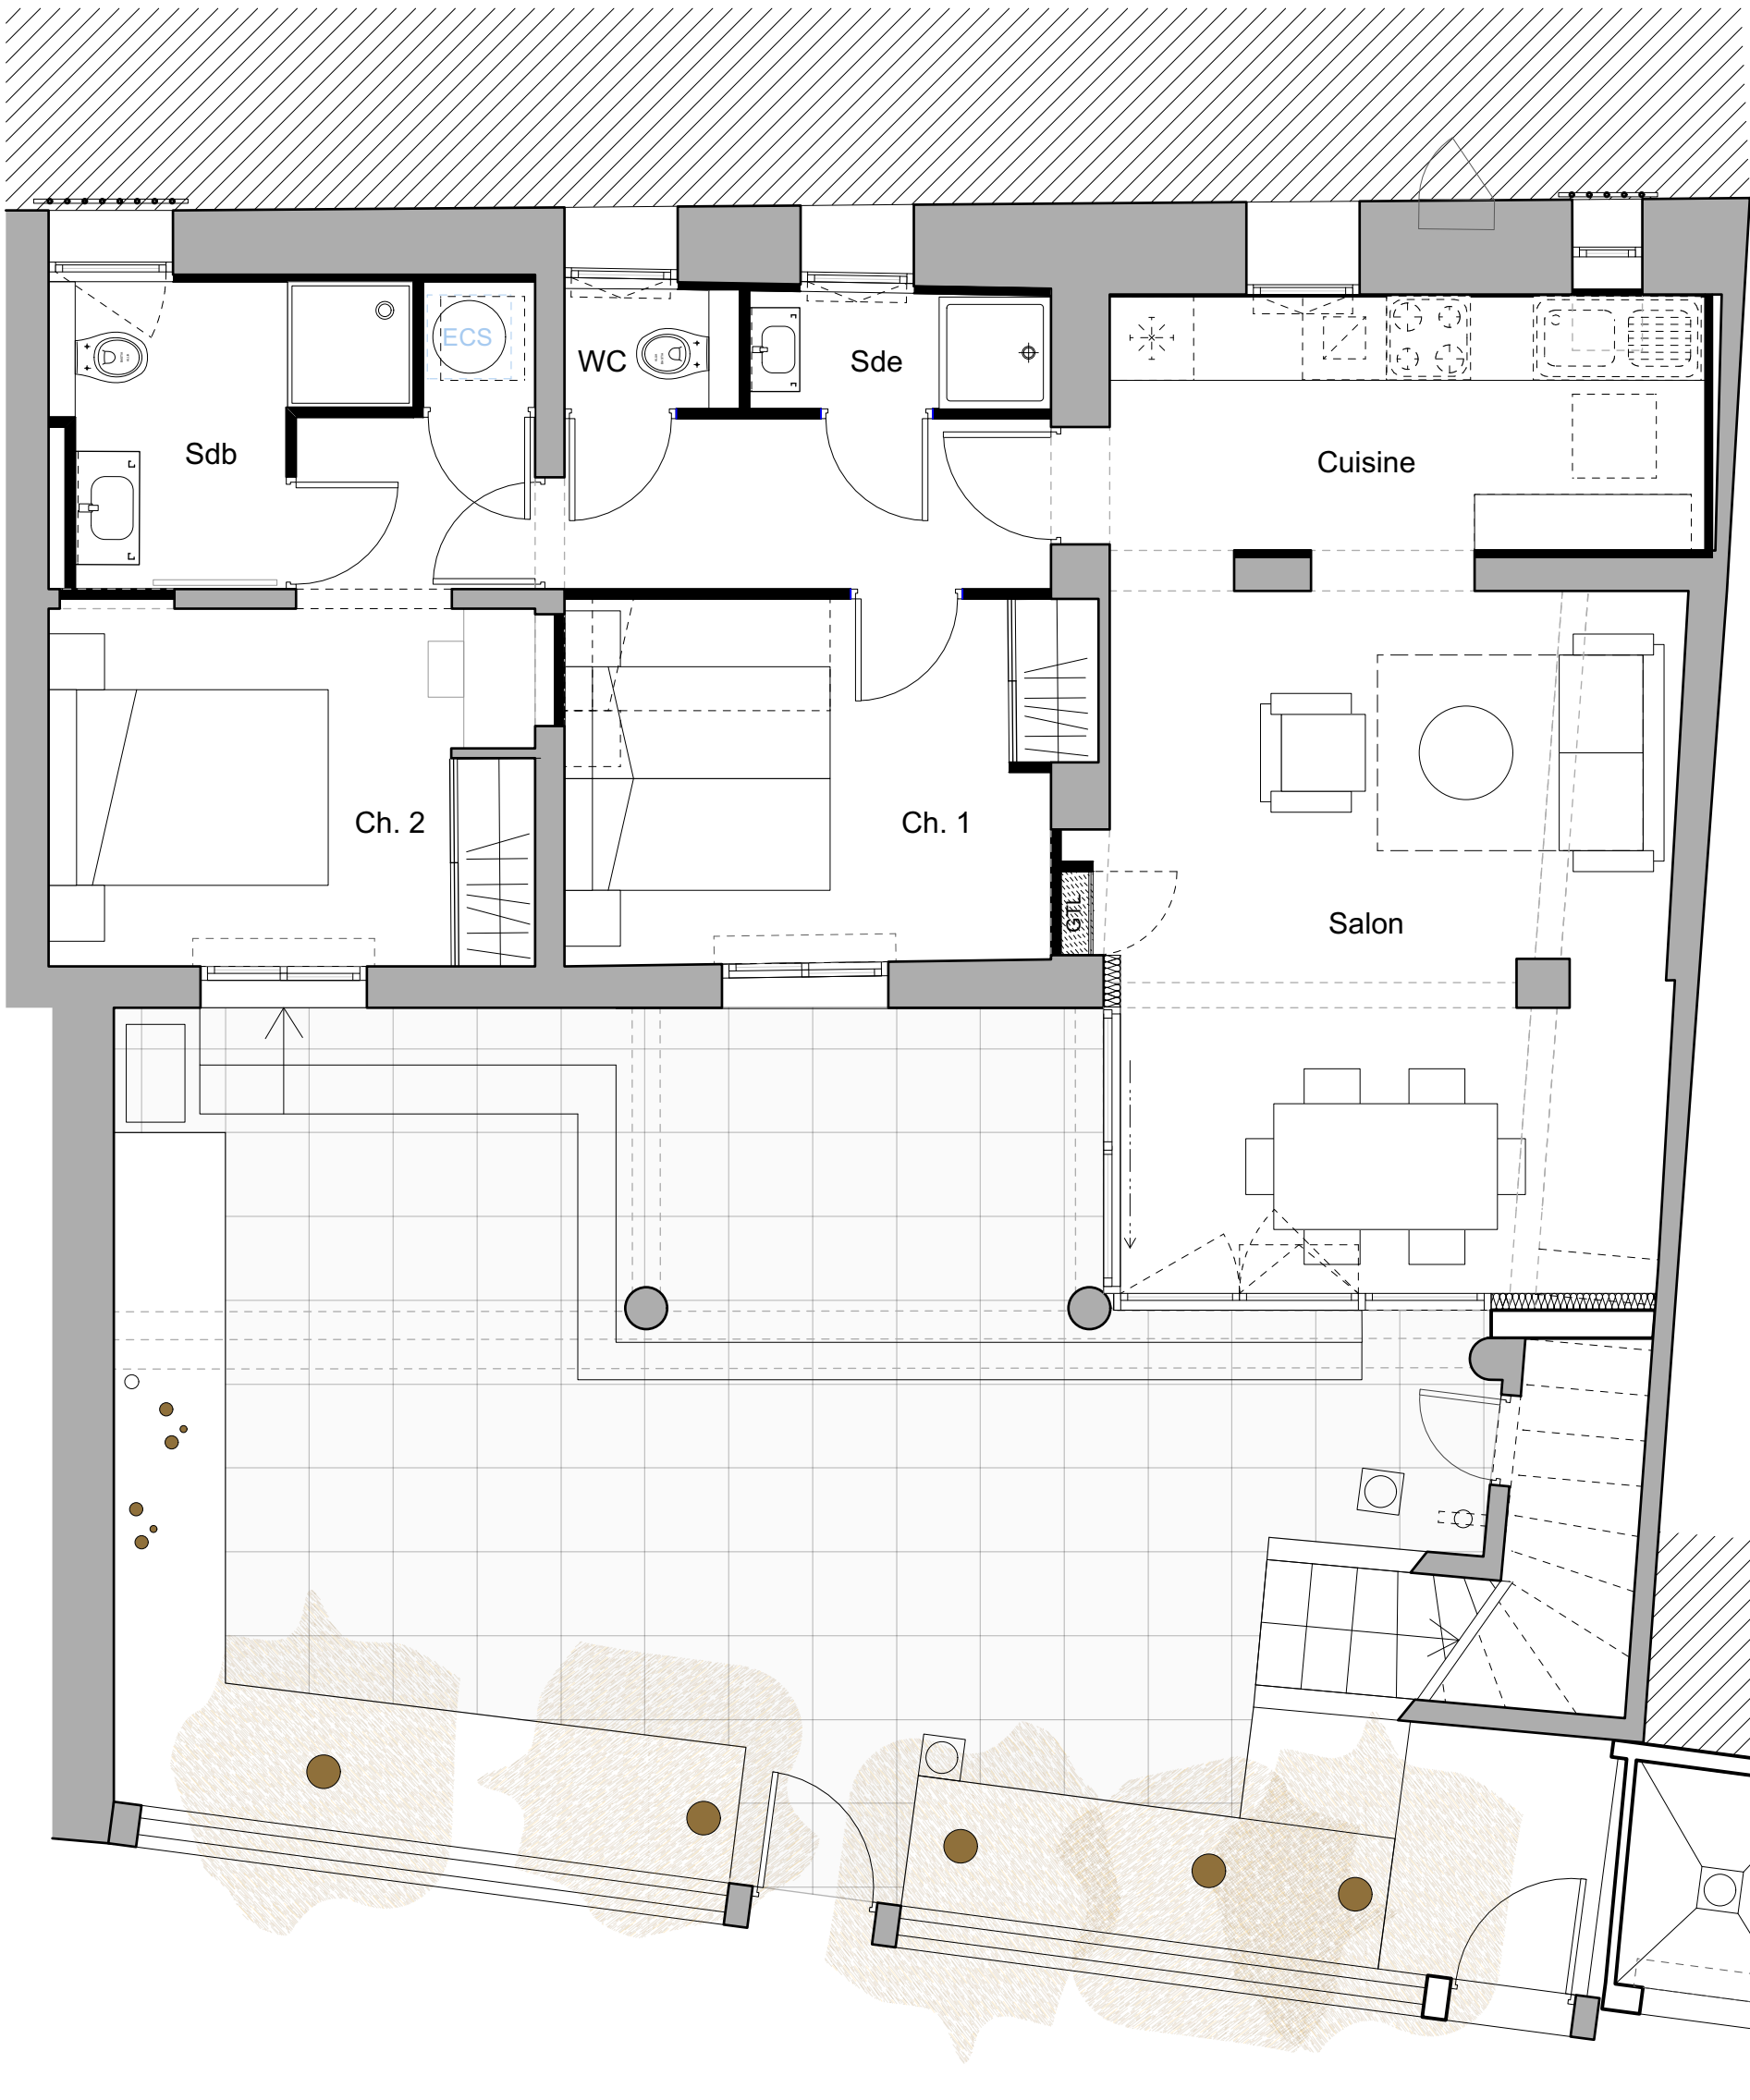 ECS
WC
Sde
Sdb
Cuisine
Ch. 2
Ch. 1
GTL
Salon